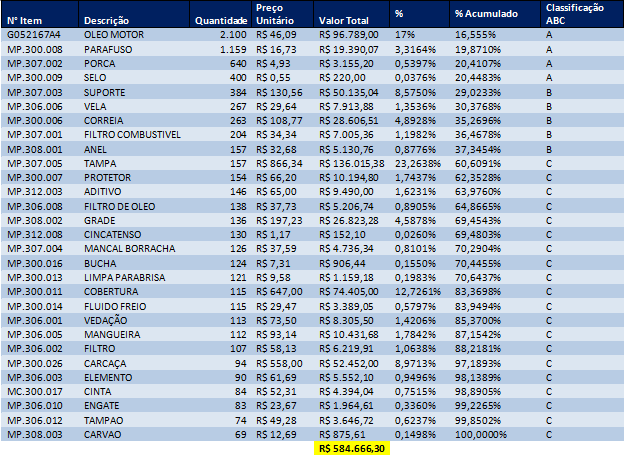 Nº Item Descrição Quantidade Preço Unitário Valor Total % % Acumulado Classificação ABC
G052167A4 OLEO MOTOR 2.100 R$ 46,09 R$ 96.789,00 17% 16,555% A
MP.300.008 PARAFUSO 1.159 R$ 16,73 R$ 19.390,07 3,3164% 19,8710% A
MP.307.002 PORCA 640 R$ 4,93 R$ 3.155,20 0,5397% 20,4107% A
MP.300.009 SELO 400 R$ 0,55 R$ 220,00 0,0376% 20,4483% A
MP.307.003 SUPORTE 384 R$ 130,56 R$ 50.135,04 8,5750% 29,0233% B
MP.306.006 VELA 267 R$ 29,64 R$ 7.913,88 1,3536% 30,3768% B
MP.300.006 CORREIA 263 R$ 108,77 R$ 28.606,51 4,8928% 35,2696% B
MP.307.001 FILTRO COMBUSTIVEL 204 R$ 34,34 R$ 7.005,36 1,1982% 36,4678% B
MP.308.001 ANEL 157 R$ 32,68 R$ 5.130,76 0,8776% 37,3454% B
MP.307.005 TAMPA 157 R$ 866,34 R$ 136.015,38 23,2638% 60,6091% C
MP.300.007 PROTETOR 154 R$ 66,20 R$ 10.194,80 1,7437% 62,3528% C
MP.312.003 ADITIVO 146 R$ 65,00 R$ 9.490,00 1,6231% 63,9760% C
MP.306.008 FILTRO DE OLEO 138 R$ 37,73 R$ 5.206,74 0,8905% 64,8665% C
MP.308.002 GRADE 136 R$ 197,23 R$ 26.823,28 4,5878% 69,4543% C
MP.312.008 CINCATENSO 130 R$ 1,17 R$ 152,10 0,0260% 69,4803% C
MP.307.004 MANCAL BORRACHA 126 R$ 37,59 R$ 4.736,34 0,8101% 70,2904% C
MP.300.016 BUCHA 124 R$ 7,31 R$ 906,44 0,1550% 70,4455% C
MP.300.013 LIMPA PARABRISA 121 R$ 9,58 R$ 1.159,18 0,1983% 70,6437% C
MP.300.011 COBERTURA 115 R$ 647,00 R$ 74.405,00 12,7261% 83,3698% C
MP.300.014 FLUIDO FREIO 115 R$ 29,47 R$ 3.389,05 0,5797% 83,9494% C
MP.306.001 VEDAÇÃO 113 R$ 73,50 R$ 8.305,50 1,4206% 85,3700% C
MP.306.005 MANGUEIRA 112 R$ 93,14 R$ 10.431,68 1,7842% 87,1542% C
MP.306.002 FILTRO 107 R$ 58,13 R$ 6.219,91 1,0638% 88,2181% C
MP.300.026 CARCAÇA 94 R$ 558,00 R$ 52.452,00 8,9713% 97,1893% C
MP.306.003 ELEMENTO 90 R$ 61,69 R$ 5.552,10 0,9496% 98,1389% C
MC.300.017 CINTA 84 R$ 52,31 R$ 4.394,04 0,7515% 98,8905% C
MP.306.010 ENGATE 83 R$ 23,67 R$ 1.964,61 0,3360% 99,2265% C
MP.306.012 TAMPAO 74 R$ 49,28 R$ 3.646,72 0,6237% 99,8502% C
MP.308.003 CARVAO 69 R$ 12,69 R$ 875,61 0,1498% 100,0000% C
R$ 584.666,30